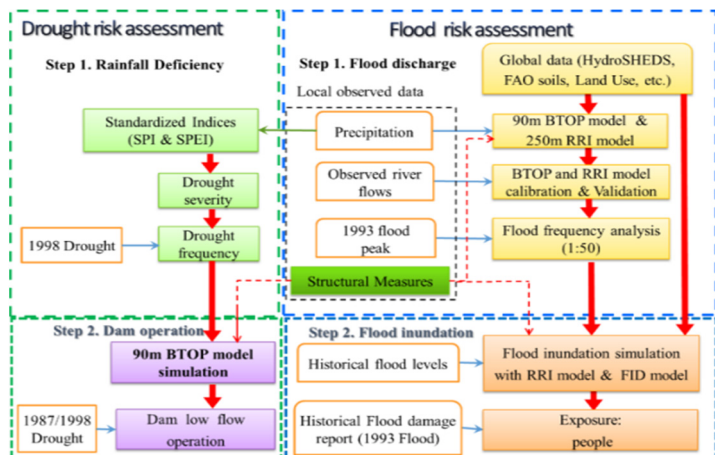 Drought risk assessment
Step 1. Rainfall Deficiency
Standardized Indices
(SPI & SPEI)
Drought
severity
1998 Drought
Drought
frequency
Step 2. Dam operation
90m BTOP model
simulation
1987/1998
Drought
Dam low flow
operation
Flood risk assessment
Step 1. Flood discharge
Global data (HydroSHEDS,
FAO soils, Land Use, etc.)
Local observed data
Precipitation
90m BTOP model &
250m RRI model
Observed river
flows
BTOP and RRI model
calibration & Validation
1993 flood
peak
Flood frequency analysis
(1:50)
Structural Measures
Step 2. Flood inundation
Historical flood levels
Flood inundation simulation
with RRI model & FID model
Historical Flood damage
report (1993 Flood)
Exposure:
people